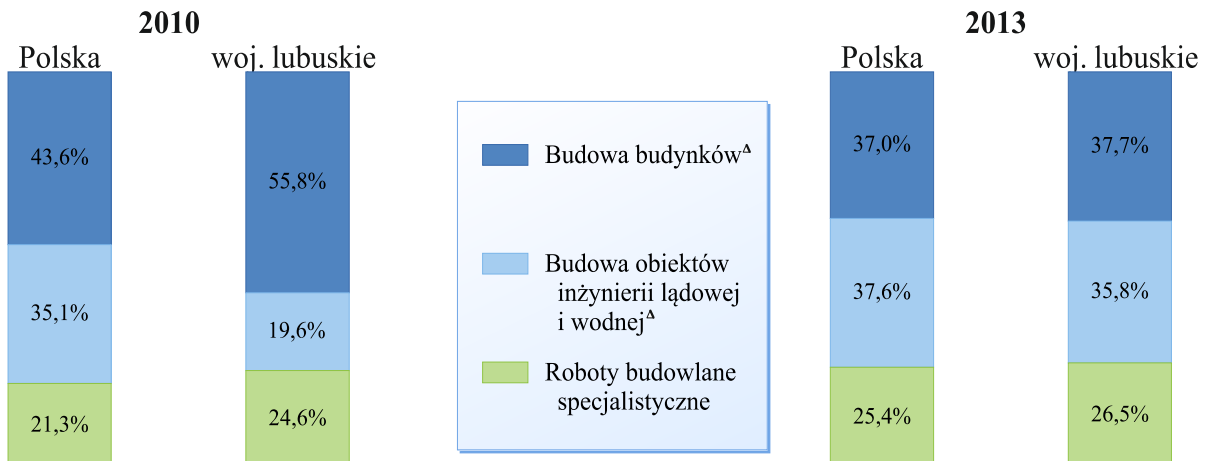 2010
Polska
woj. lubuskie
43,6%
55,8%
35,1%
19,6%
21,3%
24,6%
Budowa budynkówᐞ
Budowa obiektów
inżynierii lądowej
i wodnejᐞ
Roboty budowlane
specjalistyczne
2013
Polska
woj. lubuskie
37,0%
37,7%
37,6%
35,8%
25,4%
26,5%